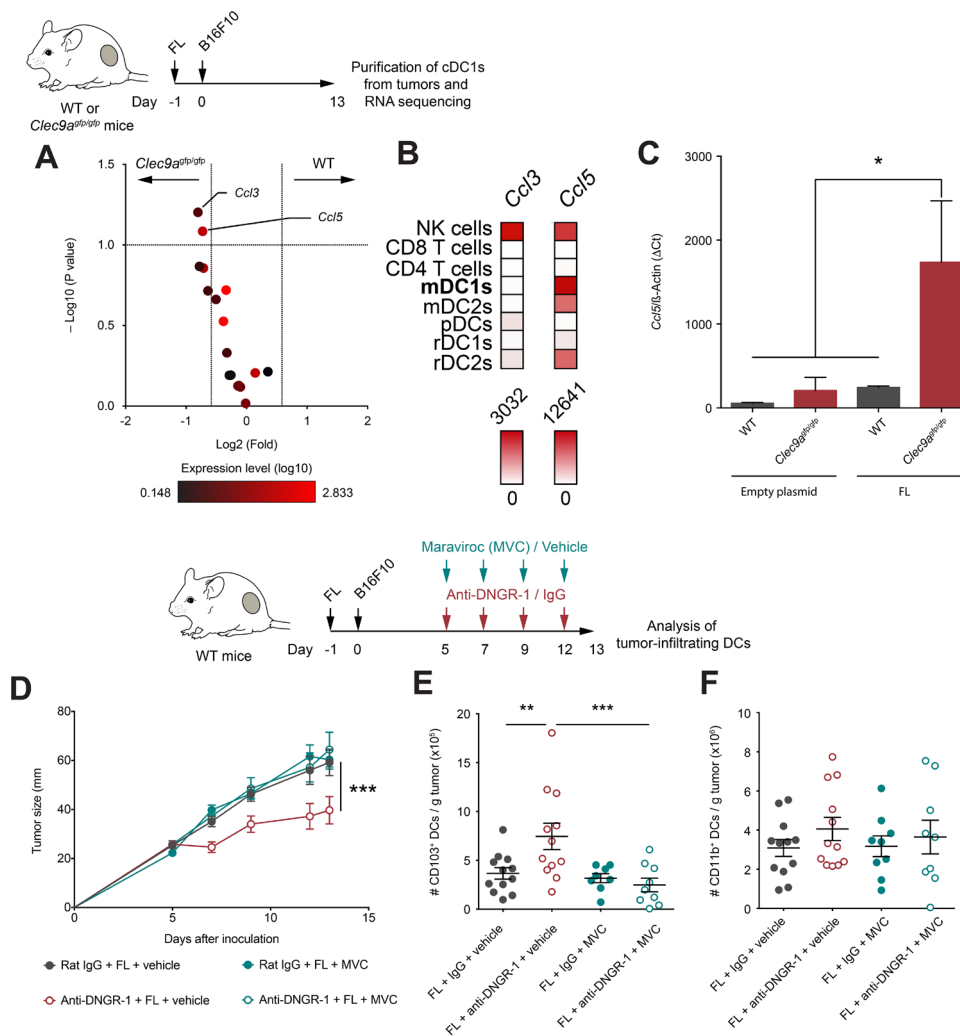 FL
B16F10
Day
-1
0
13
Purification of cDC1s
from tumors and
RNA sequencing
WT or
Clec9a^gfp/gfp mice
A
Clec9a^gfp/gfp
WT
1.5
1.0
0.5
0.0
Ccl3
Ccl5
– Log10 (P value)
-2
-1
0
1
2
Log2 (Fold)
Expression level (log10)
0.148
2.833
B
Ccl3
Ccl5
NK cells
CD8 T cells
CD4 T cells
mDC1s
mDC2s
pDCs
rDC1s
rDC2s
3032
12641
0
0
C
*
3000
2000
1000
0
Ccl5/ß-Actin (ΔCt)
WT
Clec9a^gfp/gfp
WT
Clec9a^gfp/gfp
Empty plasmid
FL
Maraviroc (MVC) / Vehicle
Anti-DNGR-1 / IgG
FL
B16F10
WT mice
Day
-1
0
5
7
9
12
13
Analysis of
tumor-infiltrating DCs
D
80
60
40
20
0
Tumor size (mm
0
5
10
15
Days after inoculation
***
Rat IgG + FL + vehicle
Rat IgG + FL + MVC
Anti-DNGR-1 + FL + vehicle
Anti-DNGR-1 + FL + MVC
E
**
***
20
15
10
5
0
# CD103⁺ DCs / g tumor (x10⁵)
FL + IgG + vehicle
FL + anti-DNGR-1 + vehicle
FL + IgG + MVC
FL + anti-DNGR-1 + MVC
F
10
8
6
4
2
0
# CD11b⁺ DCs / g tumor (x10⁶)
FL + IgG + vehicle
FL + anti-DNGR-1 + vehicle
FL + IgG + MVC
FL + anti-DNGR-1 + MVC